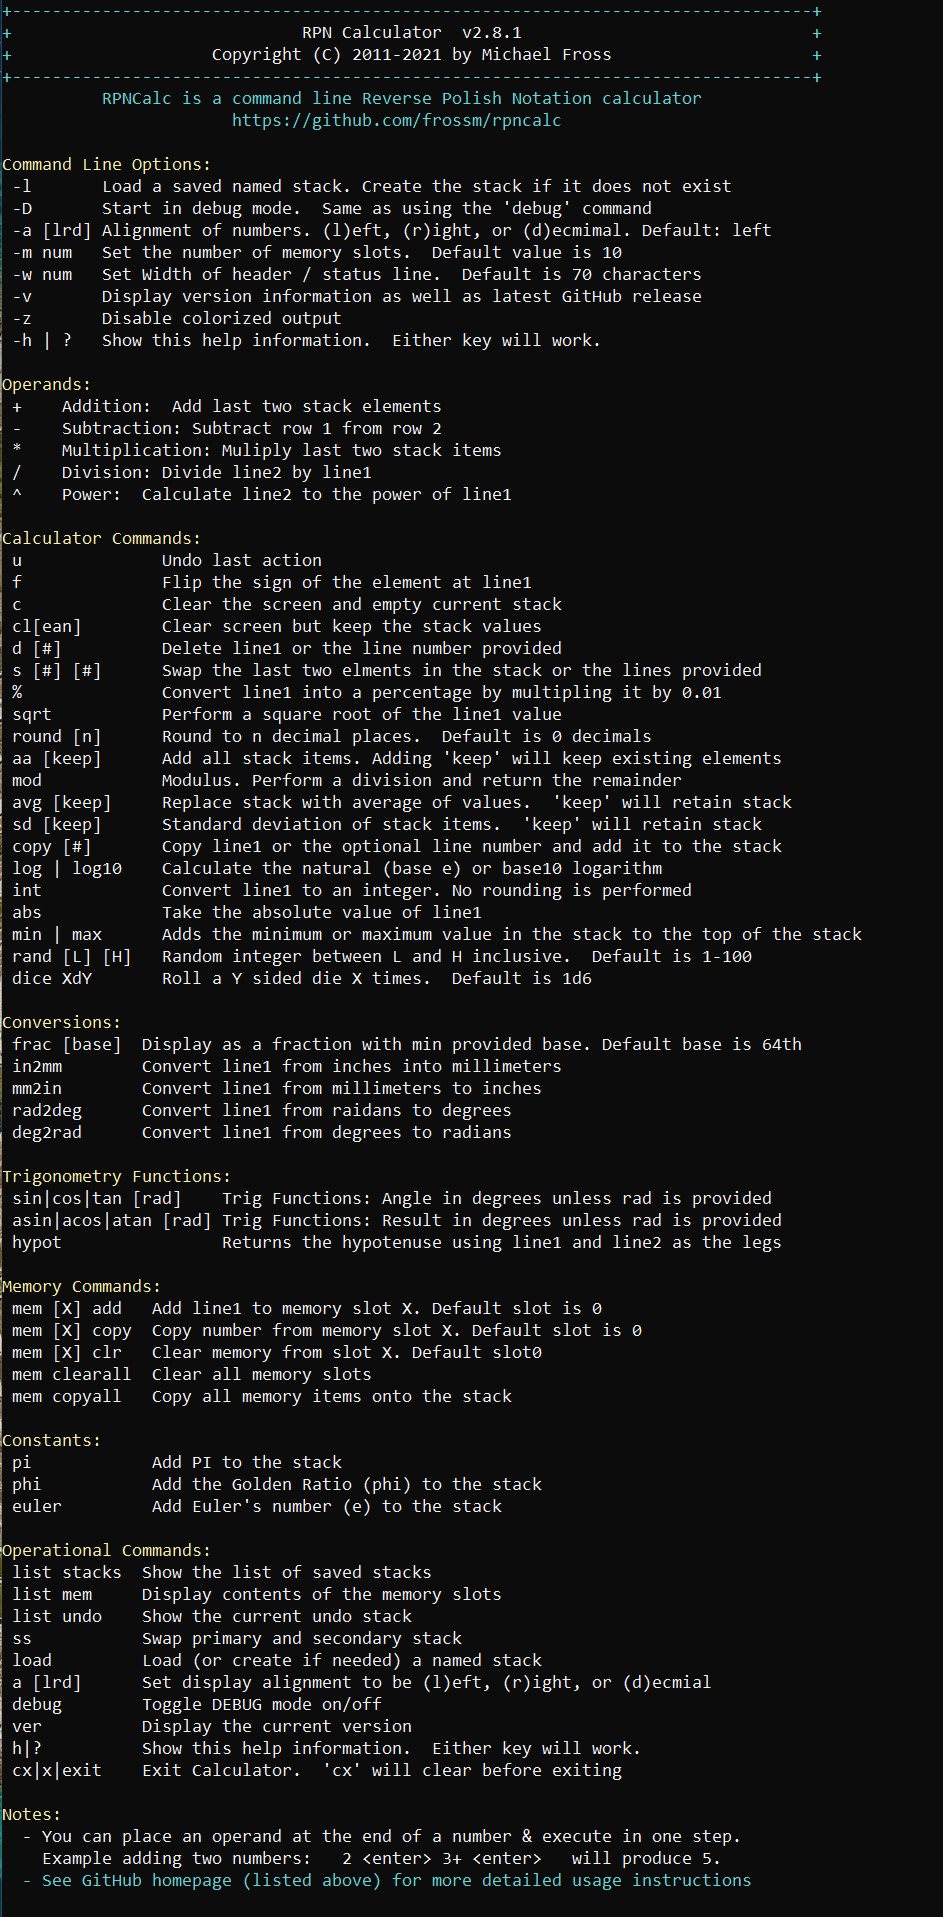 +--------------------------------------------------------------------------------+
+ RPN Calculator  v2.8.1 +
+ Copyright (C) 2011-2021 by Michael Fross +
+--------------------------------------------------------------------------------+
RPNCalc is a command line Reverse Polish Notation calculator
https://github.com/frossm/rpncalc
Command Line Options:
-l       Load a saved named stack. Create the stack if it does not exist
-D       Start in debug mode.  Same as using the 'debug' command
-a [lrd] Alignment of numbers. (l)eft, (r)ight, or (d)ecmimal. Default: left
-m num   Set the number of memory slots.  Default value is 10
-w num   Set Width of header / status line.  Default is 70 characters
-v       Display version information as well as latest GitHub release
-z       Disable colorized output
-h | ?   Show this help information.  Either key will work.
Operands:
+    Addition:  Add last two stack elements
-    Subtraction: Subtract row 1 from row 2
*    Multiplication: Muliply last two stack items
/    Division: Divide line2 by line1
^    Power:  Calculate line2 to the power of line1
Calculator Commands:
u              Undo last action
f              Flip the sign of the element at line1
c              Clear the screen and empty current stack
cl[ean]        Clear screen but keep the stack values
d [#]          Delete line1 or the line number provided
s [#] [#]      Swap the last two elments in the stack or the lines provided
%              Convert line1 into a percentage by multipling it by 0.01
sqrt           Perform a square root of the line1 value
round [n]      Round to n decimal places.  Default is 0 decimals
aa [keep]      Add all stack items. Adding 'keep' will keep existing elements
mod            Modulus. Perform a division and return the remainder
avg [keep]     Replace stack with average of values.  'keep' will retain stack
sd [keep]      Standard deviation of stack items.  'keep' will retain stack
copy [#]       Copy line1 or the optional line number and add it to the stack
log | log10    Calculate the natural (base e) or base10 logarithm
int            Convert line1 to an integer. No rounding is performed
abs            Take the absolute value of line1
min | max      Adds the minimum or maximum value in the stack to the top of the stack
rand [L] [H]   Random integer between L and H inclusive.  Default is 1-100
dice XdY       Roll a Y sided die X times.  Default is 1d6
Conversions:
frac [base]  Display as a fraction with min provided base. Default base is 64th
in2mm        Convert line1 from inches into millimeters
mm2in        Convert line1 from millimeters to inches
rad2deg      Convert line1 from raidans to degrees
deg2rad      Convert line1 from degrees to radians
Trigonometry Functions:
sin|cos|tan [rad]    Trig Functions: Angle in degrees unless rad is provided
asin|acos|atan [rad] Trig Functions: Result in degrees unless rad is provided
hypot                Returns the hypotenuse using line1 and line2 as the legs
Memory Commands:
mem [X] add   Add line1 to memory slot X. Default slot is 0
mem [X] copy  Copy number from memory slot X. Default slot is 0
mem [X] clr   Clear memory from slot X. Default slot0
mem clearall  Clear all memory slots
mem copyall   Copy all memory items onto the stack
Constants:
pi            Add PI to the stack
phi           Add the Golden Ratio (phi) to the stack
euler         Add Euler's number (e) to the stack
Operational Commands:
list stacks  Show the list of saved stacks
list mem     Display contents of the memory slots
list undo    Show the current undo stack
ss           Swap primary and secondary stack
load         Load (or create if needed) a named stack
a [lrd]      Set display alignment to be (l)eft, (r)ight, or (d)ecmial
debug        Toggle DEBUG mode on/off
ver          Display the current version
h|?          Show this help information.  Either key will work.
cx|x|exit    Exit Calculator.  'cx' will clear before exiting
Notes:
- You can place an operand at the end of a number & execute in one step.
Example adding two numbers:   2 <enter> 3+ <enter>   will produce 5.
- See GitHub homepage (listed above) for more detailed usage instructions